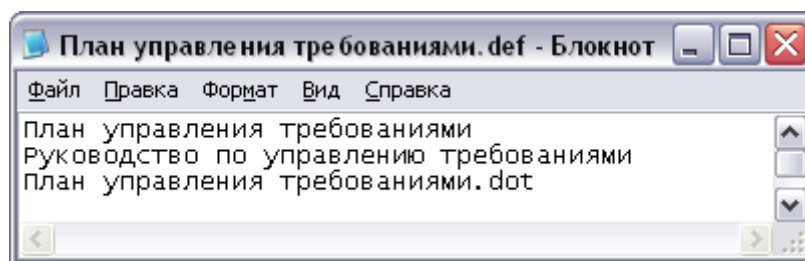 План управления требованиями.def - Блокнот
Файл Правка Формат Вид Справка
План управления требованиями
Руководство по управлению требованиями
План управления требованиями.dot